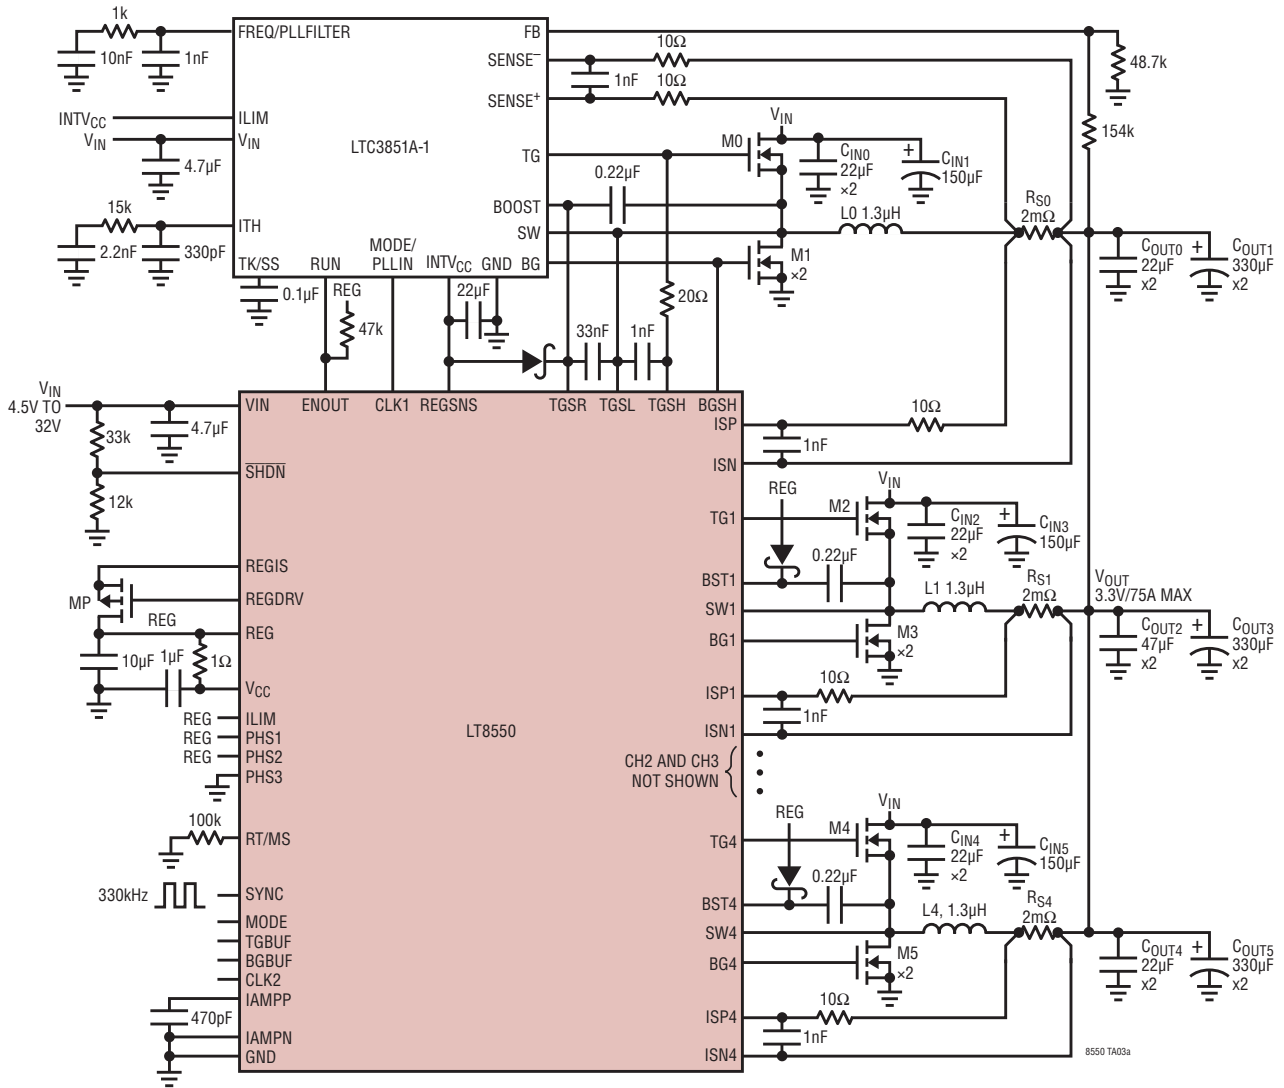 1k
FREQ/PLLFILTER
FB
10nF
1nF
10Ω
SENSE–
1nF
10Ω
SENSE+
48.7k
154k
INTVCC
ILIM
VIN
VIN
4.7µF
LTC3851A-1
TG
M0
VIN
CIN0
22µF
×2
+
CIN1
150µF
0.22µF
BOOST
15k
ITH
2.2nF
330pF
SW
L0 1.3µH
RS0
2mΩ
MODE/
PLLIN
TK/SS
RUN
INTVCC
GND
BG
M1
×2
COUT0
22µF
x2
+
COUT1
330µF
x2
0.1µF
REG
47k
22µF
20Ω
33nF
1nF
VIN
4.5V TO
32V
VIN
ENOUT
CLK1
REGSNS
TGSR
TGSL
TGSH
BGSH
ISP
10Ω
1nF
ISN
33k
4.7µF
SHDN
12k
REG
VIN
TG1
M2
CIN2
22µF
×2
+
CIN3
150µF
0.22µF
BST1
REGIS
MP
REGDRV
REG
REG
10µF
1µF
1Ω
VCC
SW1
L1 1.3µH
RS1
2mΩ
VOUT
3.3V/75A MAX
BG1
M3
×2
COUT2
47µF
x2
+
COUT3
330µF
x2
ISP1
10Ω
1nF
ISN1
REG
ILIM
REG
PHS1
REG
PHS2
PHS3
LT8550
CH2 AND CH3
NOT SHOWN
100k
RT/MS
330kHz
SYNC
MODE
TGBUF
BGBUF
CLK2
IAMPP
470pF
IAMPN
GND
REG
VIN
TG4
M4
CIN4
22µF
×2
+
CIN5
150µF
0.22µF
BST4
SW4
L4, 1.3µH
RS4
2mΩ
BG4
M5
×2
COUT4
22µF
x2
+
COUT5
330µF
x2
ISP4
10Ω
1nF
ISN4
8550 TA03a